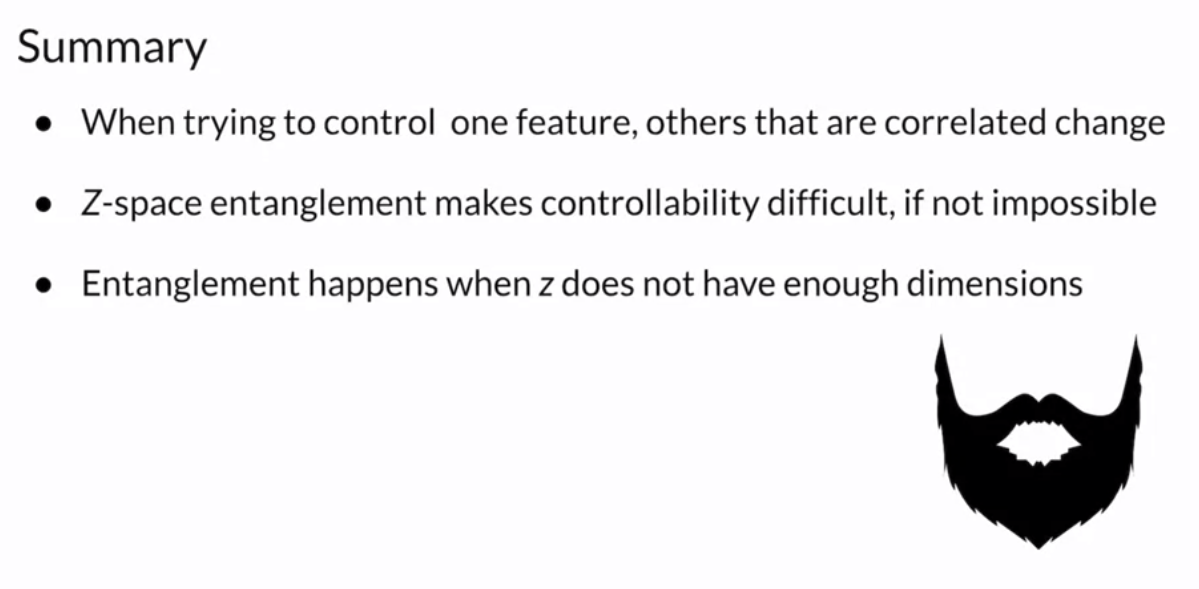 Summary
● When trying to control one feature, others that are correlated change
● Z-space entanglement makes controllability difficult, if not impossible
● Entanglement happens when z does not have enough dimensions